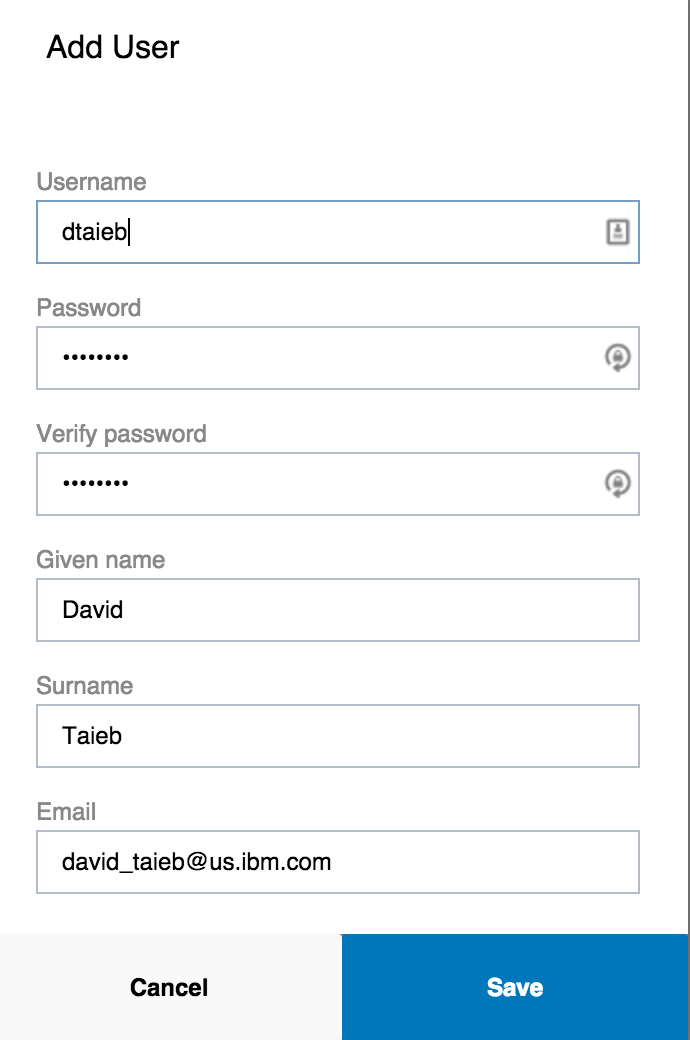 Add User
Username
dtaieb
Password
••••••••
Verify password
••••••••
Given name
David
Surname
Taieb
Email
david_taieb@us.ibm.com
Cancel Save